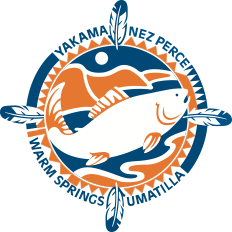 YAKAMA
NEZ PERCE
WARM SPRINGS
UMATILLA